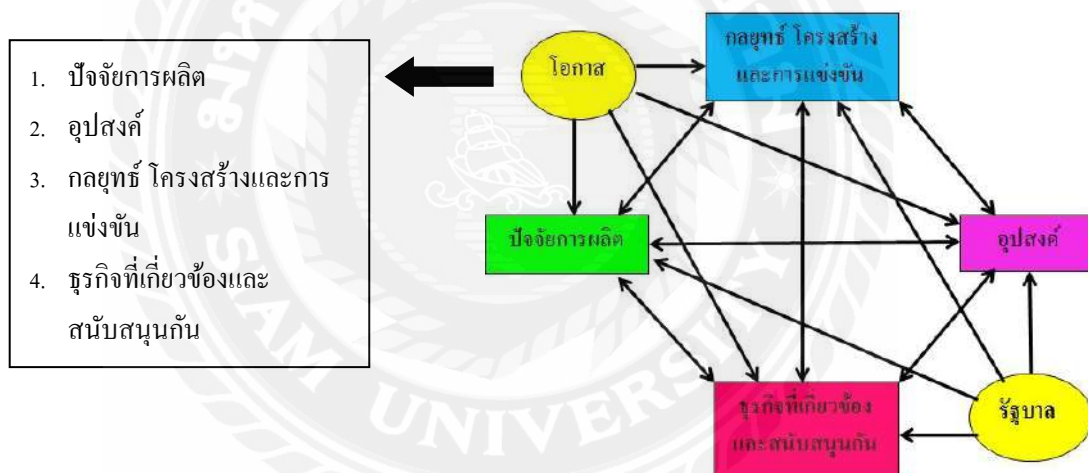 1. ปัจจัยการผลิต
2. อุปสงค์
3. กลยุทธ์ โครงสร้างและการ
แข่งขัน
4. ธุรกิจที่เกี่ยวข้องและ
สนับสนุนกัน
โอกาส
กลยุทธ์ โครงสร้าง
และการแข่งขัน
ปัจจัยการผลิต
อุปสงค์
ธุรกิจที่เกี่ยวข้อง
และสนับสนุนกัน
รัฐบาล
SIAM UNIVERSITY